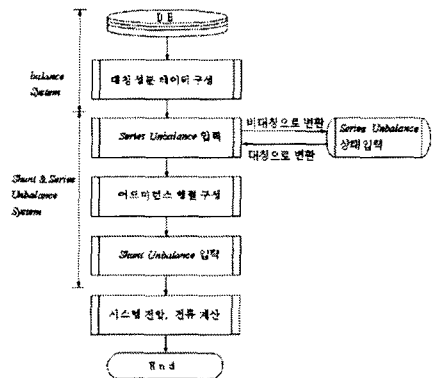 DB
balance
System
대칭 성분 데이터 구성
Series Unbalance 입력
비대칭으로 변환
대칭으로 변환
Series Unbalance
상태 입력
Shunt & Series
Unbalance
System
어드미턴스 행렬 구성
Shunt Unbalance 입력
시스템 전압, 전류 계산
End